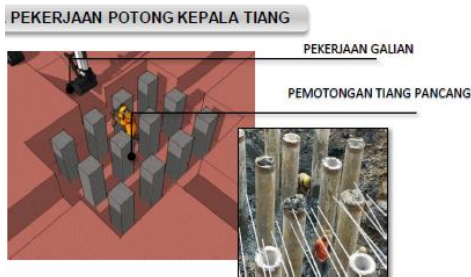 PEKERJAAN POTONG KEPALA TIANG
PEKERJAAN GALIAN
PEMOTONGAN TIANG PANCANG